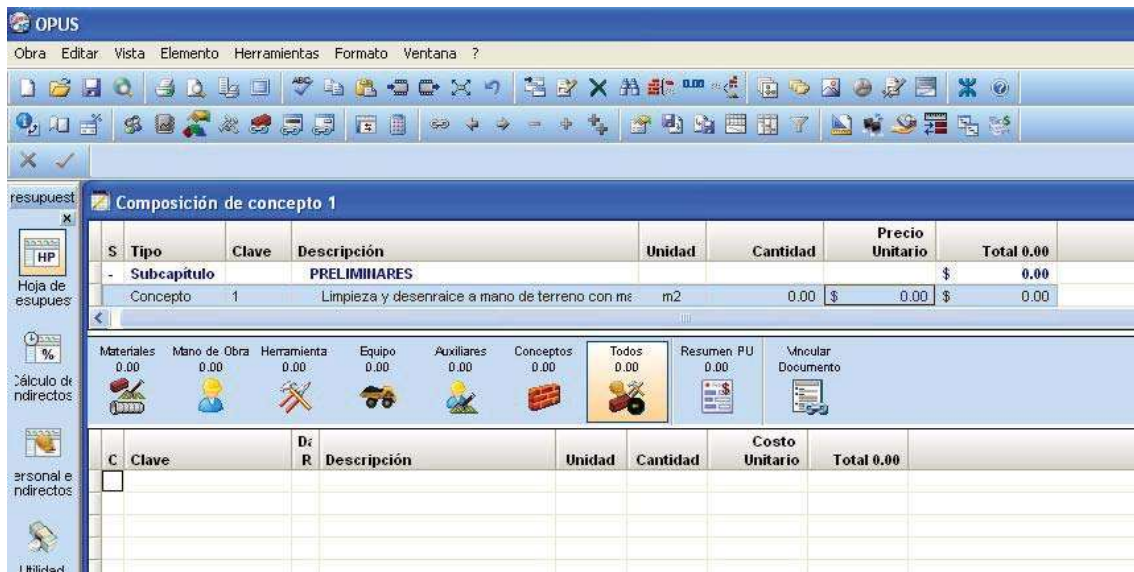 OPUS
Obra Editar Vista Elemento Herramientas Formato Ventana ?
resupuest
Composición de concepto 1
S Tipo Clave Descripción Unidad Cantidad Precio Unitario Total 0.00
- Subcapítulo PRELIMINARES $ 0.00
Concepto 1 Limpieza y desenraice a mano de terreno con ma m2 0.00 $ 0.00 $ 0.00
HP
Hoja de
esupues
%
Cálculo de
ndirectos
ersonal e
ndirectos
Utilidad
Materiales Mano de Obra Herramienta Equipo Auxiliares Conceptos Todos Resumen PU Vincular
0.00 0.00 0.00 0.00 0.00 0.00 0.00 0.00 Documento
C Clave Da R Descripción Unidad Cantidad Costo Unitario Total 0.00